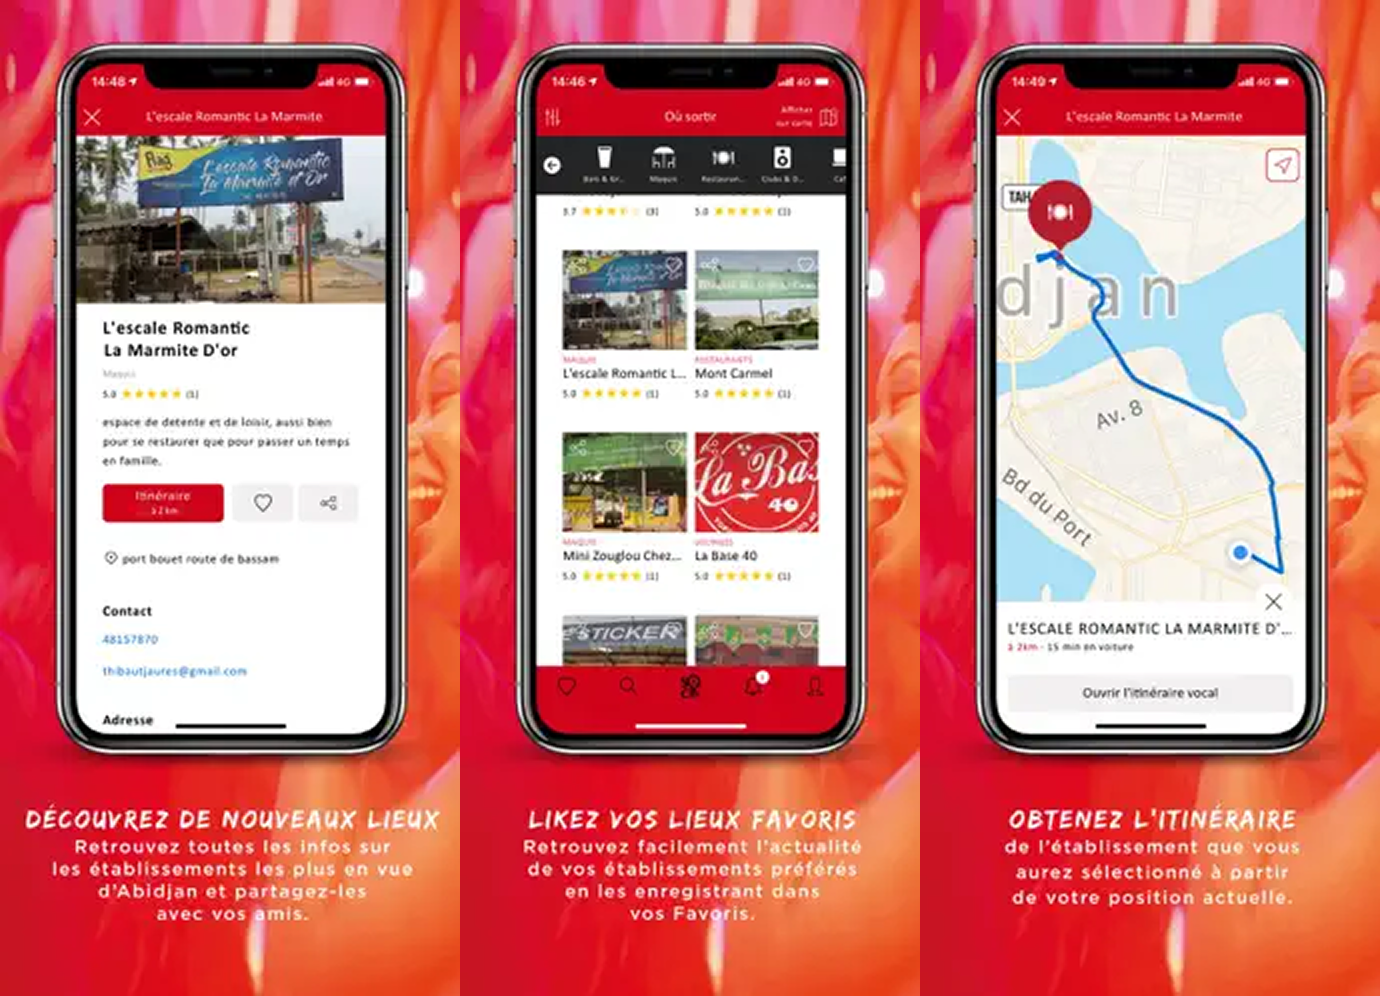 14:48
4G
L'escale Romantic La Marmite
Rag
L'escale Romantic
La Marmite d'Or
L'escale Romantic
La Marmite D'or
Maquis
5.0 (1)
espace de detente et de loisir, aussi bien
pour se restaurer que pour passer un temps
en famille.
Itinéraire
à 2 km
port bouet route de bassam
Contact
48157870
thibautjaures@gmail.com
Adresse
DÉCOUVREZ DE NOUVEAUX LIEUX
Retrouvez toutes les infos sur
les établissements les plus en vue
d'Abidjan et partagez-les
avec vos amis.
14:46
4G
Où sortir
Afficher
sur carte
Maquis
Restauran...
Clubs & D...
3.7 (3)
5.0 (1)
MAQUIS
L'escale Romantic L...
5.0 (1)
RESTAURANTS
Mont Carmel
5.0 (1)
La Bas
40
MAQUIS
Mini Zouglou Chez...
5.0 (1)
La Base 40
5.0 (1)
STICKER
1
LIKEZ VOS LIEUX FAVORIS
Retrouvez facilement l'actualité
de vos établissements préférés
en les enregistrant dans
vos Favoris.
14:49
4G
L'escale Romantic La Marmite
TAH
djan
Av. 8
Bd du Port
L'ESCALE ROMANTIC LA MARMITE D'...
à 2km - 15 min en voiture
Ouvrir l'itinéraire vocal
OBTENEZ L'ITINÉRAIRE
de l'établissement que vous
aurez sélectionné à partir
de votre position actuelle.